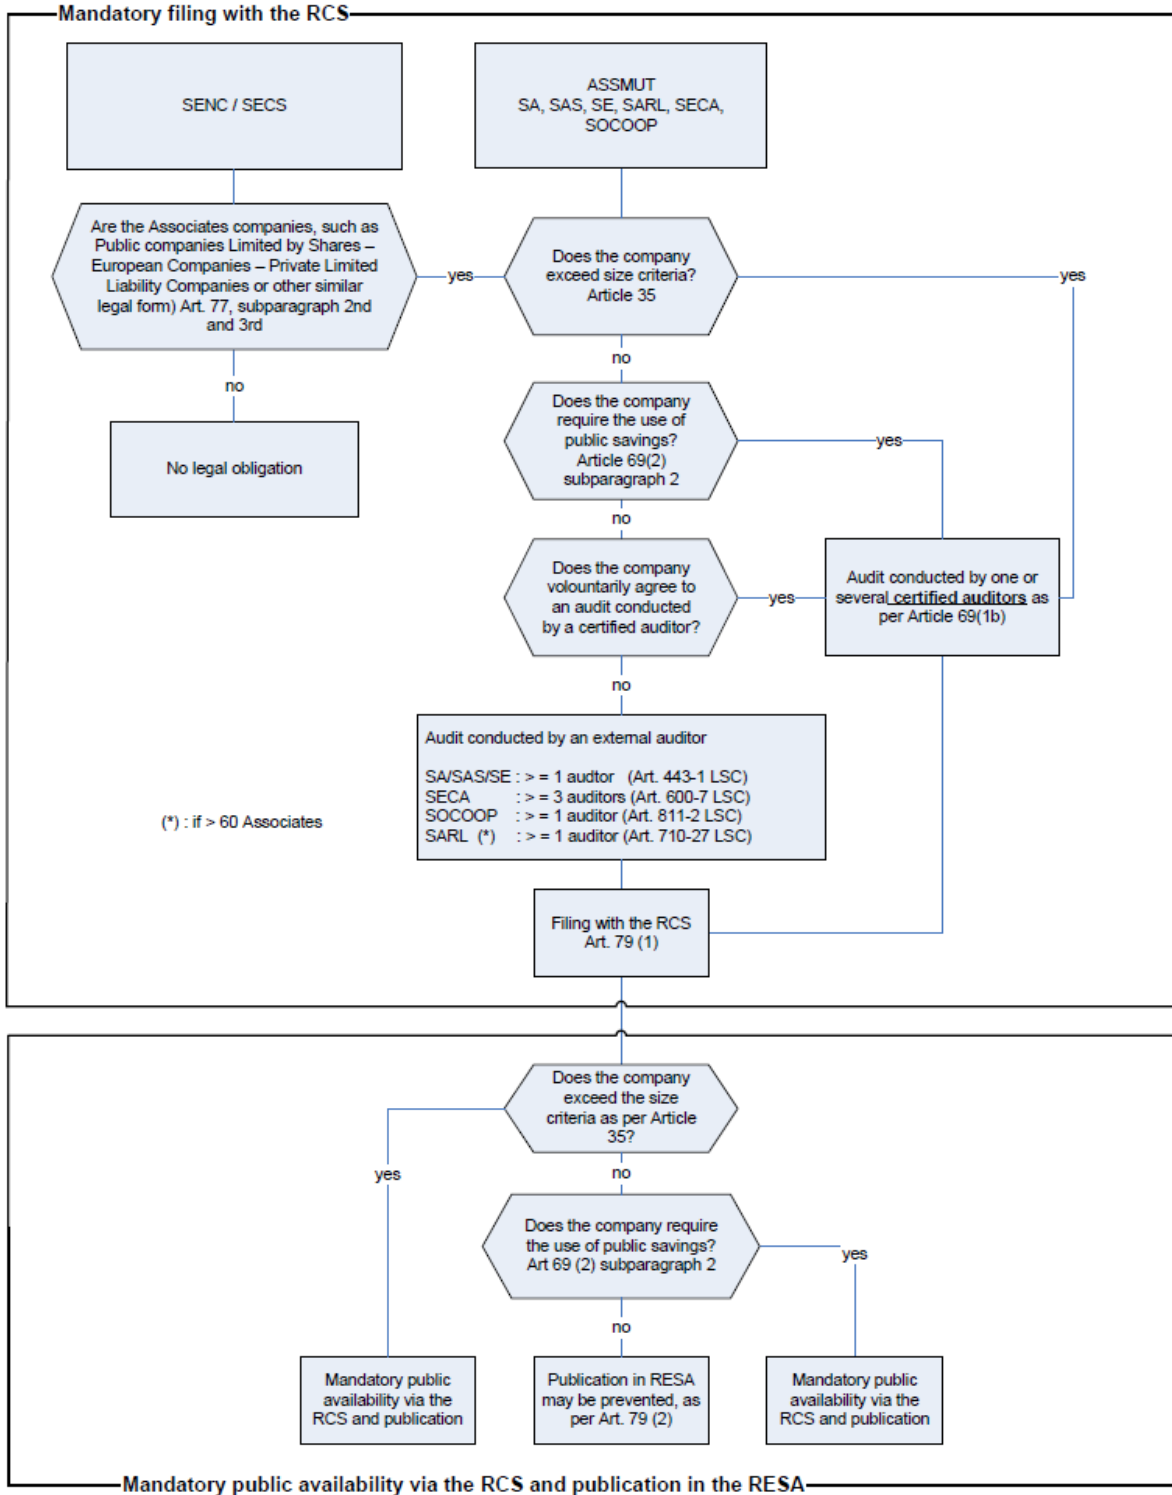 Mandatory filing with the RCS
SENC / SECS
ASSMUT
SA, SAS, SE, SARL, SECA,
SOCOOP
Are the Associates companies, such as
Public companies Limited by Shares –
European Companies – Private Limited
Liability Companies or other similar
legal form) Art. 77, subparagraph 2nd
and 3rd
yes
Does the company
exceed size criteria?
Article 35
yes
no
no
Does the company
require the use of
public savings?
Article 69(2)
subparagraph 2
yes
No legal obligation
no
Does the company
voluntarily agree to
an audit conducted
by a certified auditor?
yes
Audit conducted by one or
several certified auditors as
per Article 69(1b)
no
Audit conducted by an external auditor
SA/SAS/SE : > = 1 audtor (Art. 443-1 LSC)
SECA : > = 3 auditors (Art. 600-7 LSC)
SOCOOP : > = 1 auditor (Art. 811-2 LSC)
SARL (*) : > = 1 auditor (Art. 710-27 LSC)
(*) : if > 60 Associates
Filing with the RCS
Art. 79 (1)
Does the company
exceed the size
criteria as per Article
35?
yes
no
Does the company require
the use of public savings?
Art 69 (2) subparagraph 2
yes
no
Mandatory public
availability via the
RCS and publication
Publication in RESA
may be prevented, as
per Art. 79 (2)
Mandatory public
availability via the
RCS and publication
Mandatory public availability via the RCS and publication in the RESA